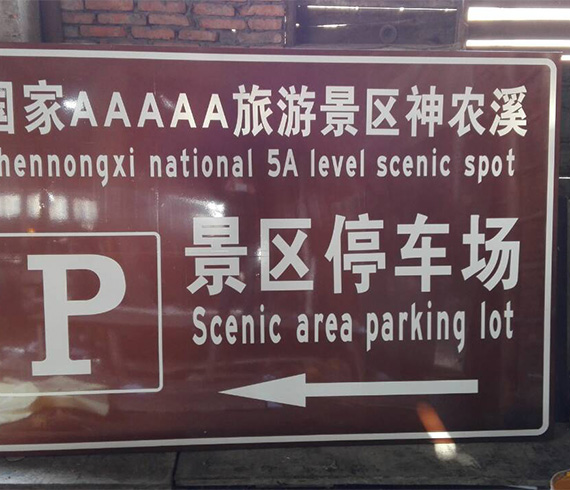 国家AAAAA旅游景区神农溪
hennongxi national 5A level scenic spot
P
景区停车场
Scenic area parking lot